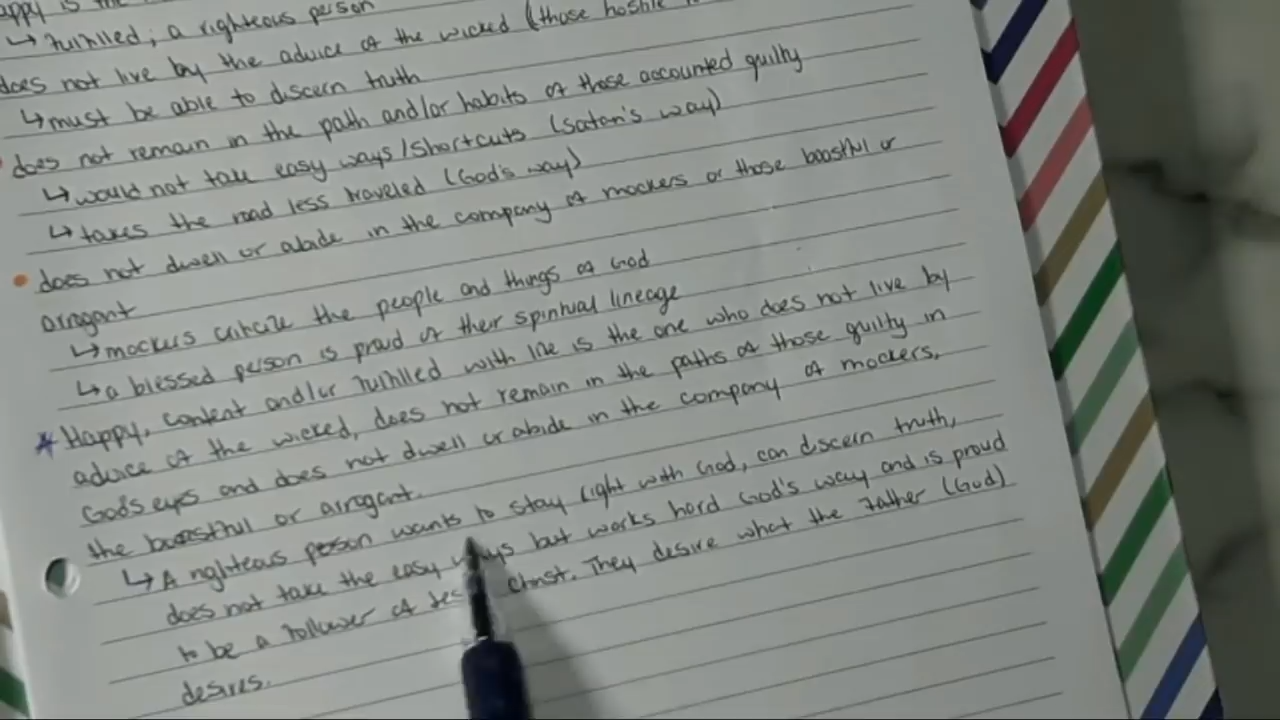 appy is the
↳ fulfilled; a righteous person
does not live by the advice of the wicked (those hostile
↳ must be able to discern truth
does not remain in the path and/or habits of those accounted guilty
↳ would not take easy ways/shortcuts (Satan's way)
↳ takes the road less traveled (God's way)
• does not dwell or abide in the company of mockers or those boastful or
arragant
↳ mockers criticize the people and things of God
↳ a blessed person is proud of their spiritual lineage
* Happy, content and/or fulfilled with life is the one who does not live by
advice of the wicked, does not remain in the paths of those guilty in
God's eyes and does not dwell or abide in the company of mockers,
the boastful or arragant.
↳ A righteous person wants to stay right with God, can discern truth,
does not take the easy ways but works hard God's way and is proud
to be a follower of Christ. They desire what the Father (God)
desires.